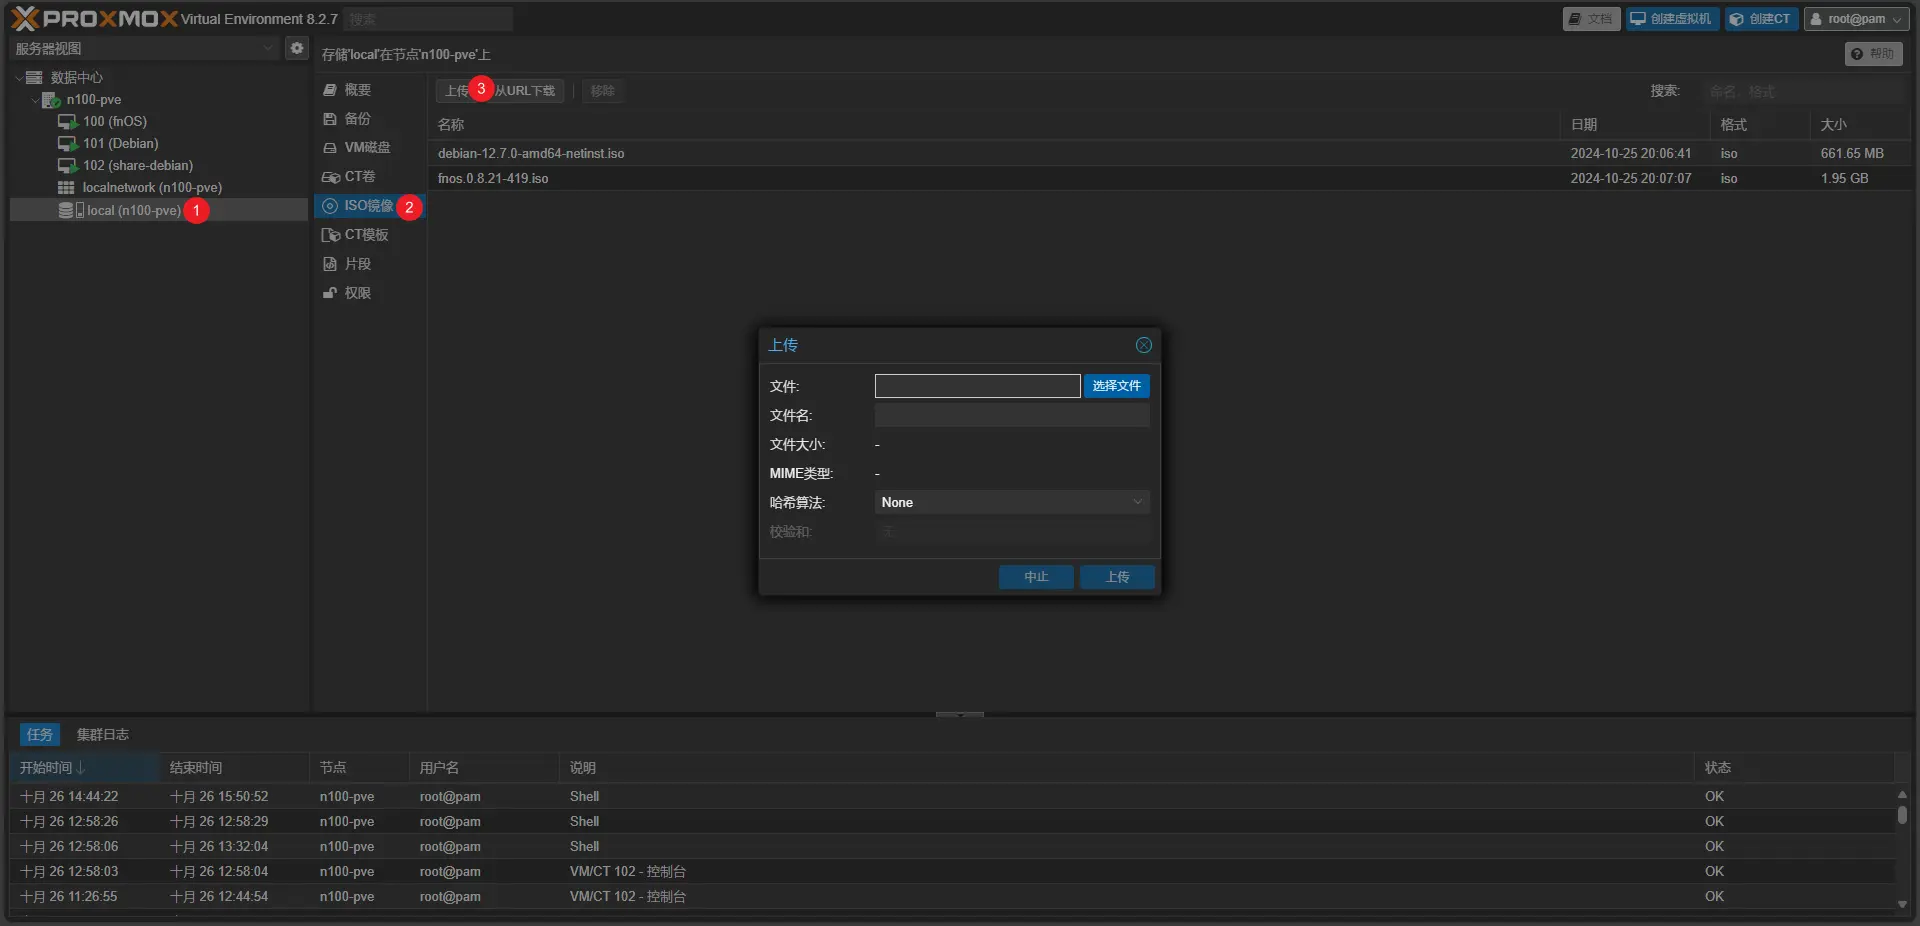 PROXMOX Virtual Environment 8.2.7 搜索 文档 创建虚拟机 创建CT root@pam
服务器视图
存储'local'在节点'n100-pve'上 帮助
数据中心
n100-pve
100 (fnOS)
101 (Debian)
102 (share-debian)
localnetwork (n100-pve)
local (n100-pve) 1
概要
备份
VM磁盘
CT卷
ISO镜像 2
CT模板
片段
权限
上传 3 从URL下载 移除 搜索: 命名, 格式
名称 日期 格式 大小
debian-12.7.0-amd64-netinst.iso 2024-10-25 20:06:41 iso 661.65 MB
fnos.0.8.21-419.iso 2024-10-25 20:07:07 iso 1.95 GB
上传
文件: 选择文件
文件名:
文件大小: -
MIME类型: -
哈希算法: None
校验和: 无
中止 上传
任务 集群日志
开始时间↓ 结束时间 节点 用户名 说明 状态
十月 26 14:44:22 十月 26 15:50:52 n100-pve root@pam Shell OK
十月 26 12:58:26 十月 26 12:58:29 n100-pve root@pam Shell OK
十月 26 12:58:06 十月 26 13:32:04 n100-pve root@pam Shell OK
十月 26 12:58:03 十月 26 12:58:04 n100-pve root@pam VM/CT 102 - 控制台 OK
十月 26 11:26:55 十月 26 12:44:54 n100-pve root@pam VM/CT 102 - 控制台 OK